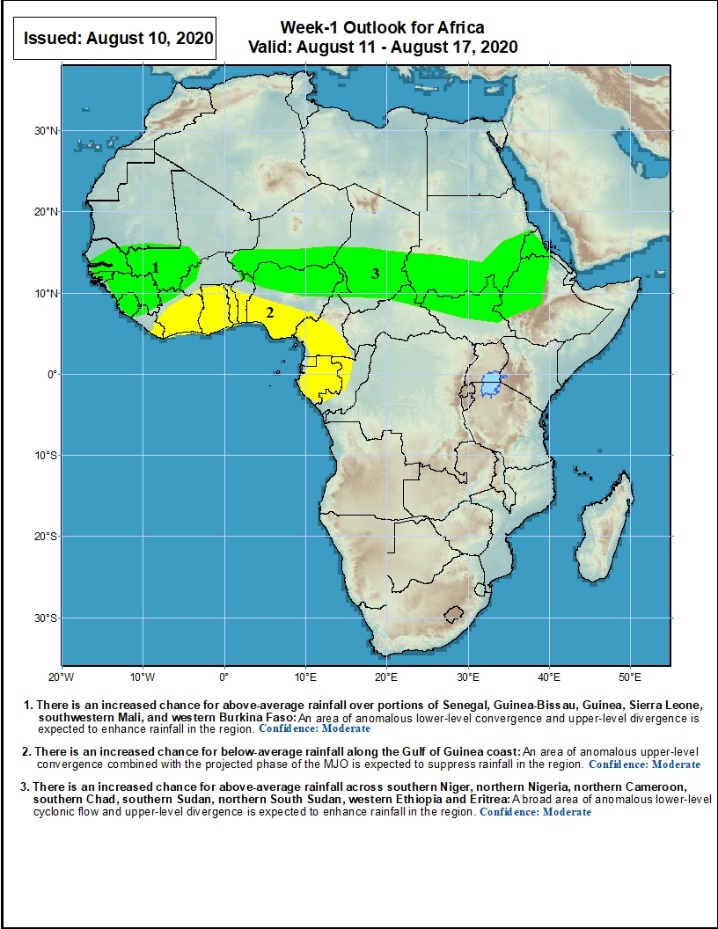 Issued: August 10, 2020
Week-1 Outlook for Africa
Valid: August 11 - August 17, 2020
20°W
10°W
0°
10°E
20°E
30°E
40°E
50°E
30°N
20°N
10°N
0°
10°S
20°S
30°S
1
2
3
20°W
10°W
0°
10°E
20°E
30°E
40°E
50°E
1. There is an increased chance for above-average rainfall over portions of Senegal, Guinea-Bissau, Guinea, Sierra Leone,
southwestern Mali, and western Burkina Faso: An area of anomalous lower-level convergence and upper-level divergence is
expected to enhance rainfall in the region. Confidence: Moderate
2. There is an increased chance for below-average rainfall along the Gulf of Guinea coast: An area of anomalous upper-level
convergence combined with the projected phase of the MJO is expected to suppress rainfall in the region. Confidence: Moderate
3. There is an increased chance for above-average rainfall across southern Niger, northern Nigeria, northern Cameroon,
southern Chad, southern Sudan, northern South Sudan, western Ethiopia and Eritrea: A broad area of anomalous lower-level
cyclonic flow and upper-level divergence is expected to enhance rainfall in the region. Confidence: Moderate